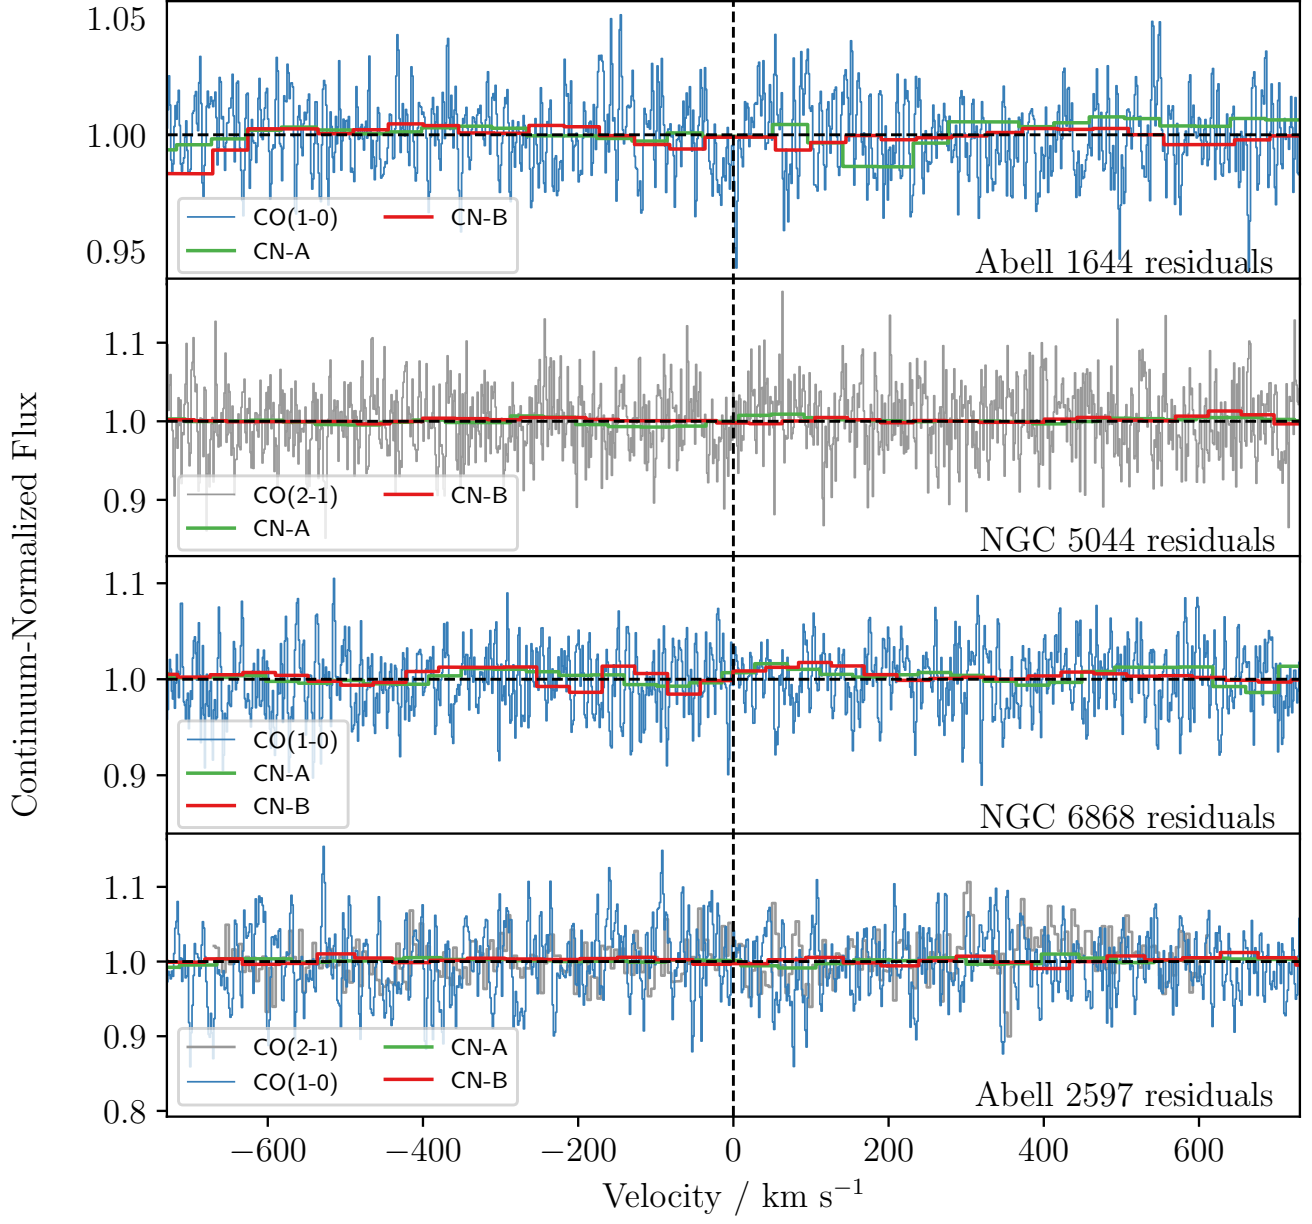 Continuum-Normalized Flux
1.05
1.00
0.95
CO(1-0) CN-B
CN-A
Abell 1644 residuals
1.1
1.0
0.9
CO(2-1) CN-B
CN-A
NGC 5044 residuals
1.1
1.0
0.9
CO(1-0)
CN-A
CN-B
NGC 6868 residuals
1.1
1.0
0.9
0.8
CO(2-1) CN-A
CO(1-0) CN-B
Abell 2597 residuals
−600 −400 −200 0 200 400 600
Velocity / km s⁻¹